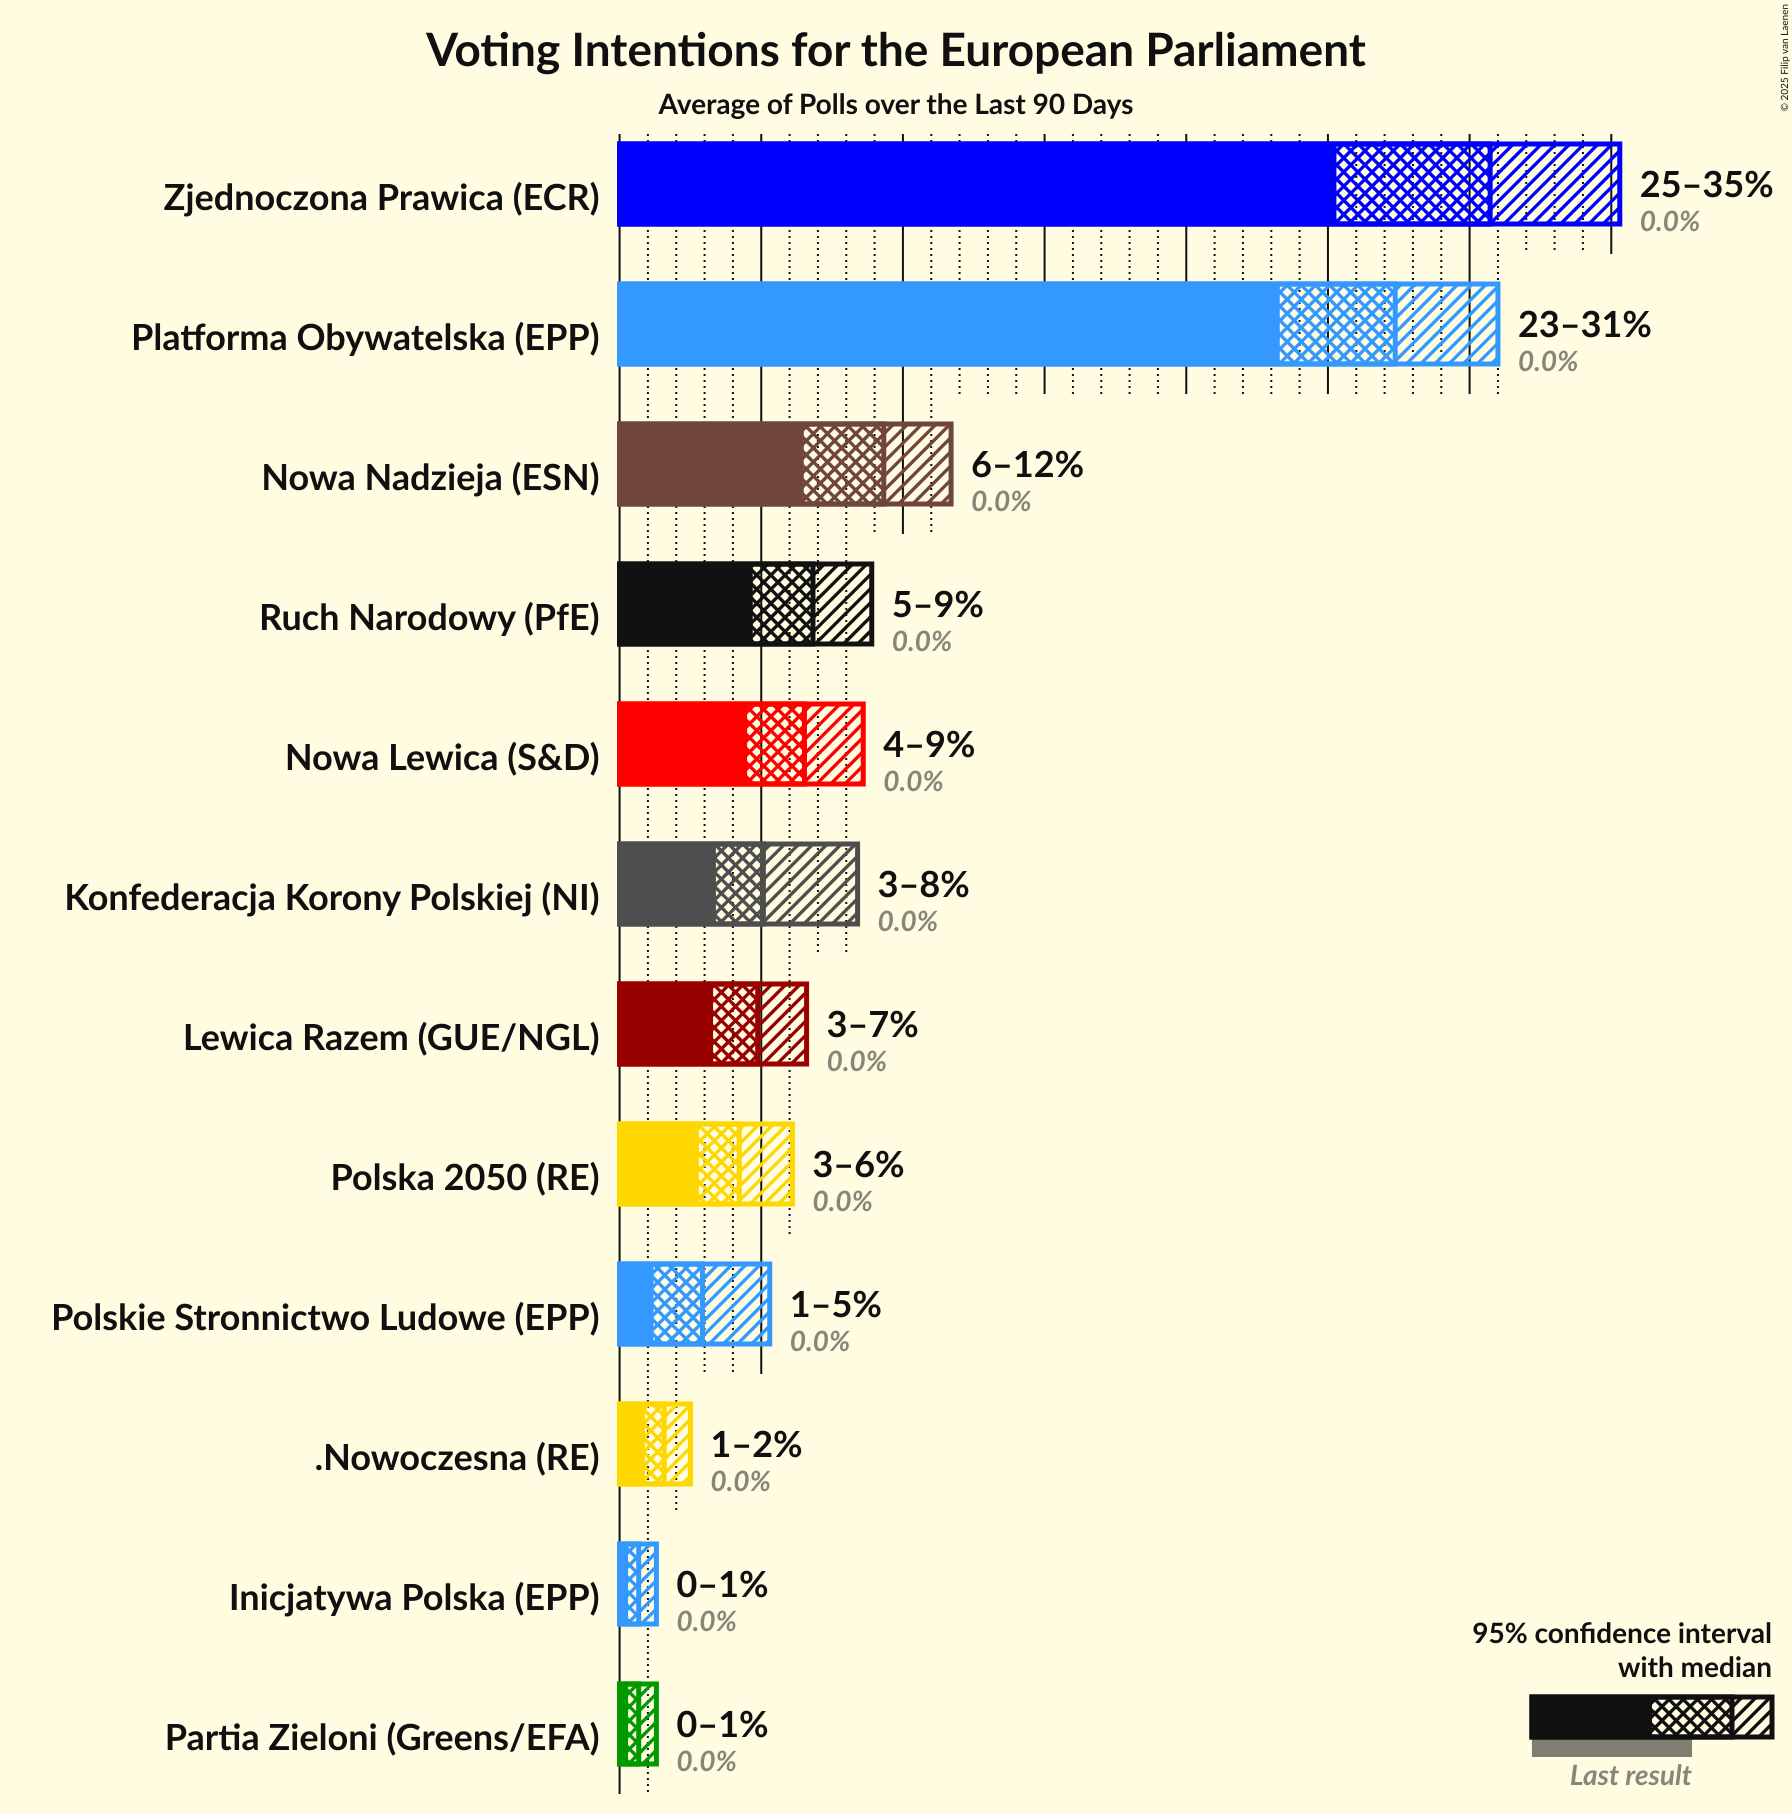 © 2025 Filip van Laenen
Voting Intentions for the European Parliament
Average of Polls over the Last 90 Days
Zjednoczona Prawica (ECR)
25–35%
0.0%
Platforma Obywatelska (EPP)
23–31%
0.0%
Nowa Nadzieja (ESN)
6–12%
0.0%
Ruch Narodowy (PfE)
5–9%
0.0%
Nowa Lewica (S&D)
4–9%
0.0%
Konfederacja Korony Polskiej (NI)
3–8%
0.0%
Lewica Razem (GUE/NGL)
3–7%
0.0%
Polska 2050 (RE)
3–6%
0.0%
Polskie Stronnictwo Ludowe (EPP)
1–5%
0.0%
.Nowoczesna (RE)
1–2%
0.0%
Inicjatywa Polska (EPP)
0–1%
0.0%
Partia Zieloni (Greens/EFA)
0–1%
0.0%
95% confidence interval
with median
Last result